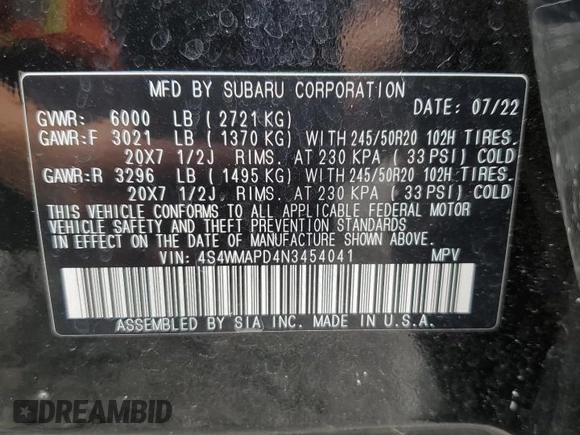 MFD BY SUBARU CORPORATION
GVWR: 6000 LB (2721 KG) DATE: 07/22
GAWR:F 3021 LB (1370 KG) WITH 245/50R20 102H TIRES.
20X7 1/2J RIMS. AT 230 KPA (33 PSI) COLD
GAWR:R 3296 LB (1495 KG) WITH 245/50R20 102H TIRES.
20X7 1/2J. RIMS. AT 230 KPA (33 PSI) COLD
THIS VEHICLE CONFORMS TO ALL APPLICABLE FEDERAL MOTOR
VEHICLE SAFETY AND THEFT PREVENTION STANDARDS
IN EFFECT ON THE DATE OF MANUFACTURE SHOWN ABOVE.
VIN: 4S4WMAPD4N3454041 MPV
ASSEMBLED BY SIA INC. MADE IN U.S.A.
DREAMBID